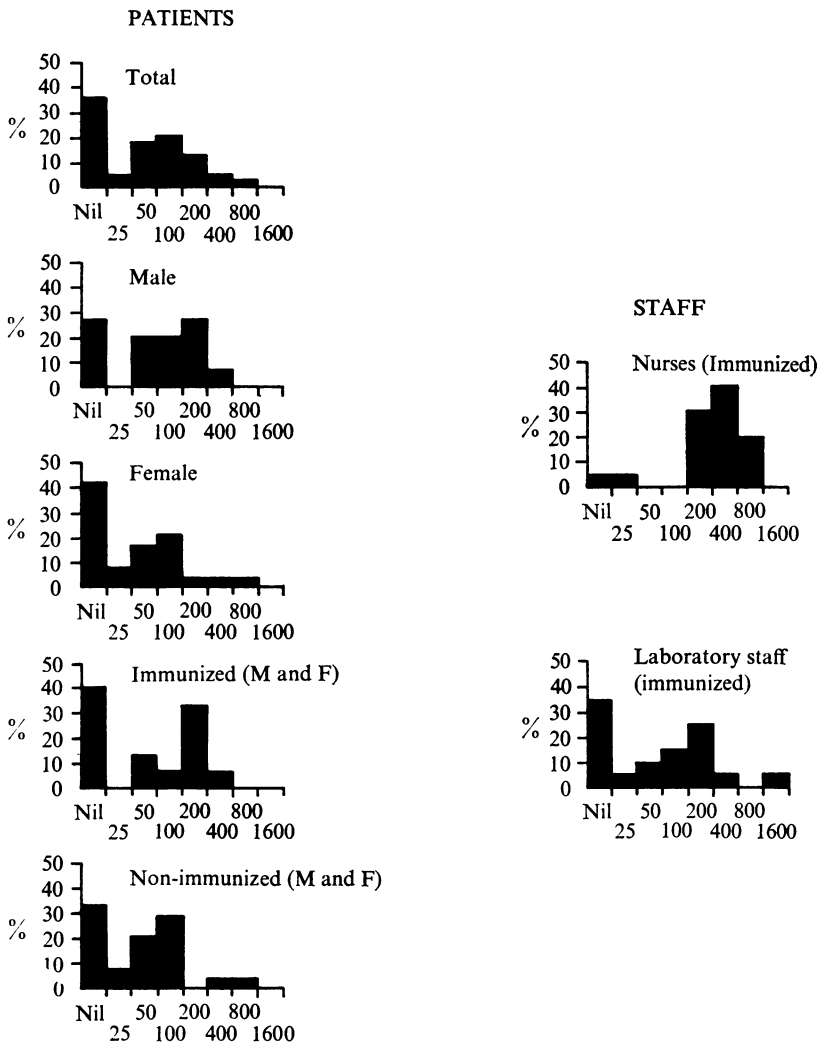 PATIENTS
Total
50
40
30
20
10
0
%
Nil 50 200 800
25 100 400 1600
Male
50
40
30
20
10
0
%
Nil 50 200 800
25 100 400 1600
Female
50
40
30
20
10
0
%
Nil 50 200 800
25 100 400 1600
Immunized (M and F)
50
40
30
20
10
0
%
Nil 50 200 800
25 100 400 1600
Non-immunized (M and F)
50
40
30
20
10
0
%
Nil 50 200 800
25 100 400 1600
STAFF
Nurses (Immunized)
50
40
30
20
10
0
%
Nil 50 200 800
25 100 400 1600
Laboratory staff
(immunized)
50
40
30
20
10
0
%
Nil 50 200 800
25 100 400 1600